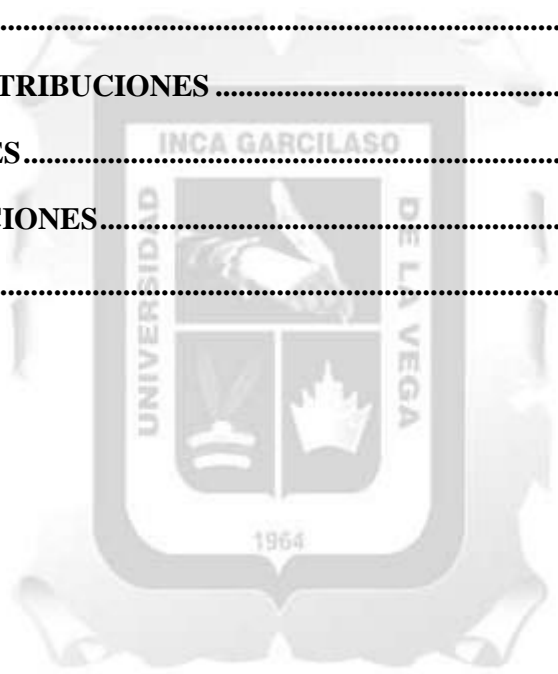 .......................................................................
TRIBUCIONES .............................................
ES.....................................................................
CIONES.........................................................
.......................................................................
INCA GARCILASO
UNIVERSIDAD
DE LA VEGA
1964